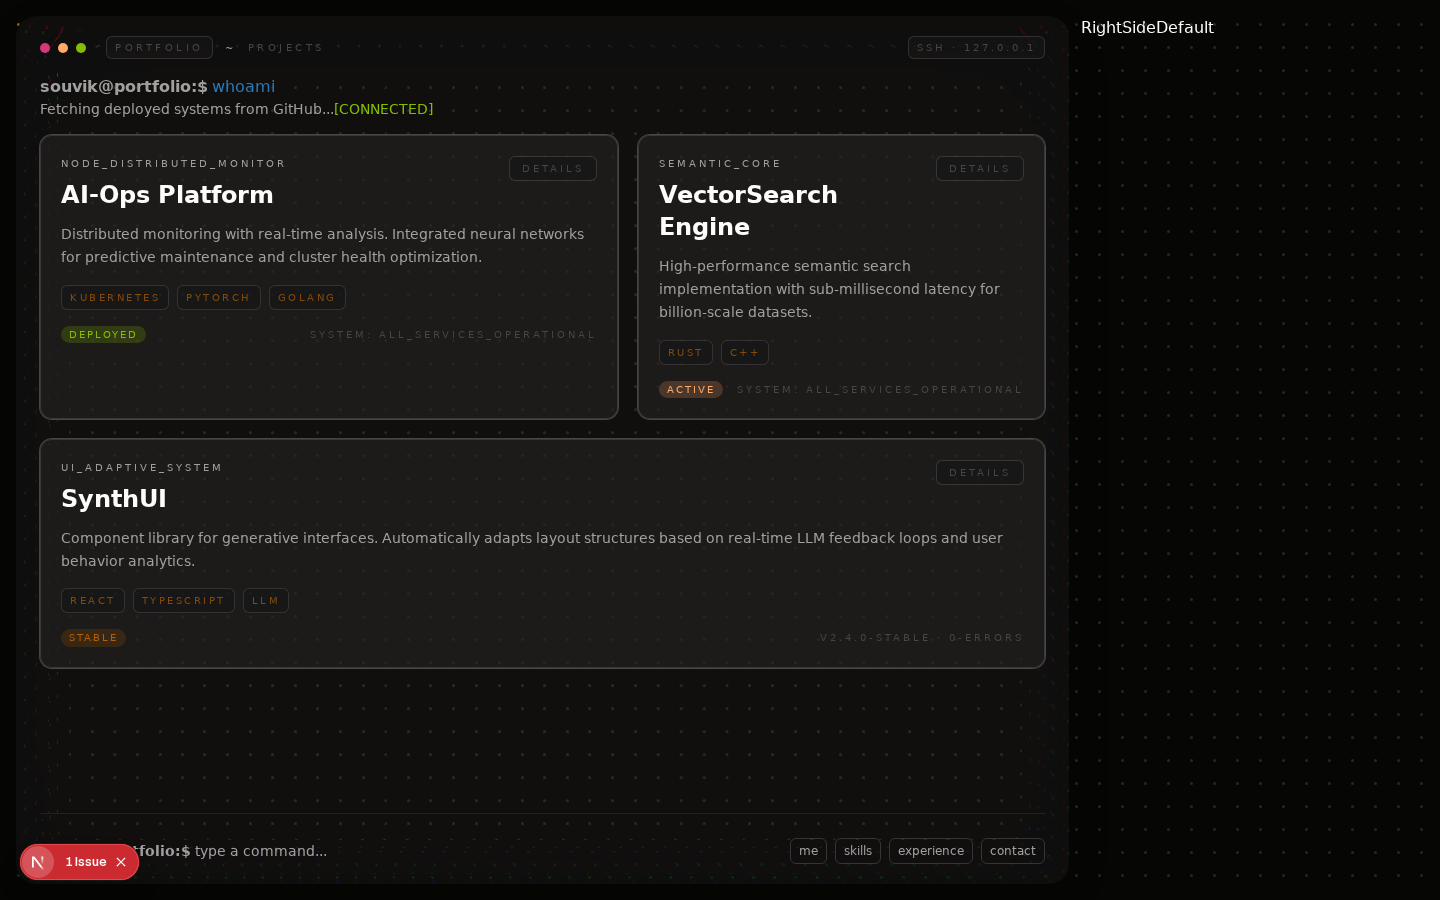 PORTFOLIO ~ PROJECTS
SSH · 127.0.0.1
RightSideDefault
souvik@portfolio:$ whoami
Fetching deployed systems from GitHub...[CONNECTED]
NODE_DISTRIBUTED_MONITOR
DETAILS
AI-Ops Platform
Distributed monitoring with real-time analysis. Integrated neural networks
for predictive maintenance and cluster health optimization.
KUBERNETES PYTORCH GOLANG
DEPLOYED SYSTEM: ALL_SERVICES_OPERATIONAL
SEMANTIC_CORE
DETAILS
VectorSearch
Engine
High-performance semantic search
implementation with sub-millisecond latency for
billion-scale datasets.
RUST C++
ACTIVE SYSTEM: ALL_SERVICES_OPERATIONAL
UI_ADAPTIVE_SYSTEM
DETAILS
SynthUI
Component library for generative interfaces. Automatically adapts layout structures based on real-time LLM feedback loops and user
behavior analytics.
REACT TYPESCRIPT LLM
STABLE V2.4.0-STABLE · 0-ERRORS
tfolio:$ type a command...
me skills experience contact
N 1 Issue